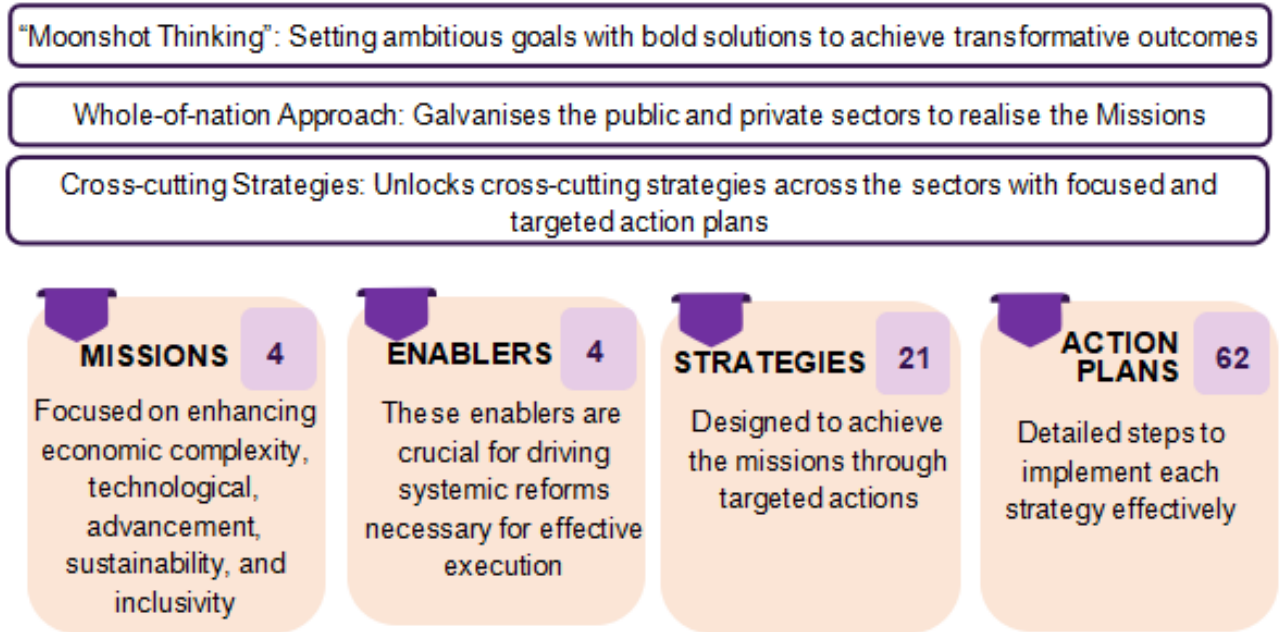 “Moonshot Thinking”: Setting ambitious goals with bold solutions to achieve transformative outcomes
Whole-of-nation Approach: Galvanises the public and private sectors to realise the Missions
Cross-cutting Strategies: Unlocks cross-cutting strategies across the sectors with focused and
targeted action plans
MISSIONS 4
Focused on enhancing
economic complexity,
technological,
advancement,
sustainability, and
inclusivity
ENABLERS 4
These enablers are
crucial for driving
systemic reforms
necessary for effective
execution
STRATEGIES 21
Designed to achieve
the missions through
targeted actions
ACTION
PLANS 62
Detailed steps to
implement each
strategy effectively